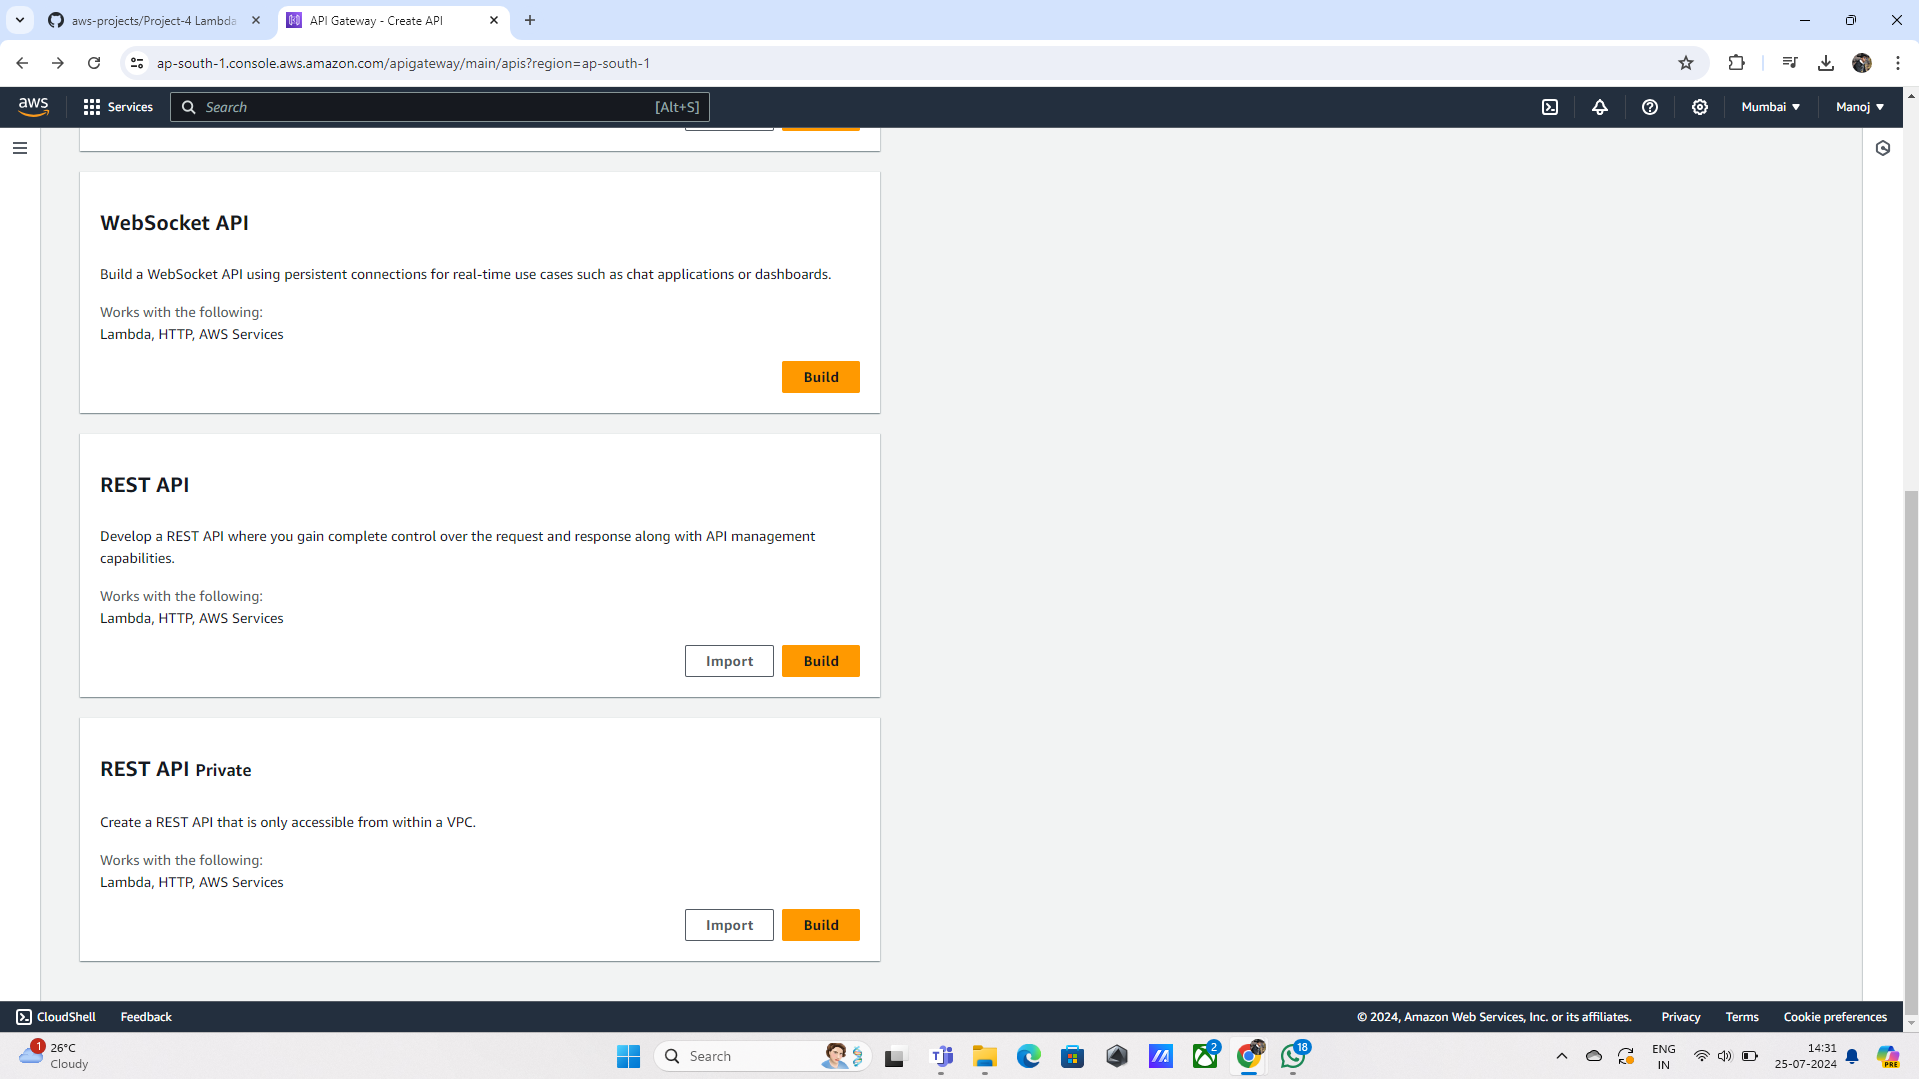 aws-projects/Project-4 Lambda
API Gateway - Create API
ap-south-1.console.aws.amazon.com/apigateway/main/apis?region=ap-south-1
aws
Services
Search
[Alt+S]
Mumbai
Manoj
WebSocket API
Build a WebSocket API using persistent connections for real-time use cases such as chat applications or dashboards.
Works with the following:
Lambda, HTTP, AWS Services
Build
REST API
Develop a REST API where you gain complete control over the request and response along with API management
capabilities.
Works with the following:
Lambda, HTTP, AWS Services
Import
Build
REST API Private
Create a REST API that is only accessible from within a VPC.
Works with the following:
Lambda, HTTP, AWS Services
Import
Build
CloudShell
Feedback
© 2024, Amazon Web Services, Inc. or its affiliates.
Privacy
Terms
Cookie preferences
1
26°C
Cloudy
Search
2
18
ENG
IN
14:31
25-07-2024
PRE